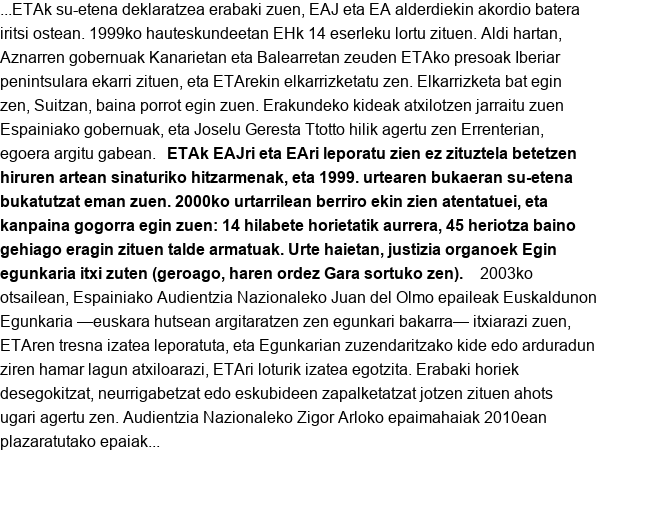 ...ETAk su-etena deklaratzea erabaki zuen, EAJ eta EA alderdiekin akordio batera
iritsi ostean. 1999ko hauteskundeetan EHk 14 eserleku lortu zituen. Aldi hartan,
Aznarren gobernuak Kanarietan eta Balearretan zeuden ETAko presoak Iberiar
penintsulara ekarri zituen, eta ETArekin elkarrizketatu zen. Elkarrizketa bat egin
zen, Suitzan, baina porrot egin zuen. Erakundeko kideak atxilotzen jarraitu zuen
Espainiako gobernuak, eta Joselu Geresta Ttotto hilik agertu zen Errenterian,
egoera argitu gabean. ETAk EAJri eta EAri leporatu zien ez zituztela betetzen
hiruren artean sinaturiko hitzarmenak, eta 1999. urtearen bukaeran su-etena
bukatutzat eman zuen. 2000ko urtarrilean berriro ekin zien atentatuei, eta
kanpaina gogorra egin zuen: 14 hilabete horietatik aurrera, 45 heriotza baino
gehiago eragin zituen talde armatuak. Urte haietan, justizia organoek Egin
egunkaria itxi zuten (geroago, haren ordez Gara sortuko zen). 2003ko
otsailean, Espainiako Audientzia Nazionaleko Juan del Olmo epaileak Euskaldunon
Egunkaria —euskara hutsean argitaratzen zen egunkari bakarra— itxiarazi zuen,
ETAren tresna izatea leporatuta, eta Egunkarian zuzendaritzako kide edo arduradun
ziren hamar lagun atxiloarazi, ETAri loturik izatea egotzita. Erabaki horiek
desegokitzat, neurrigabetzat edo eskubideen zapalketatzat jotzen zituen ahots
ugari agertu zen. Audientzia Nazionaleko Zigor Arloko epaimahaiak 2010ean
plazaratutako epaiak...